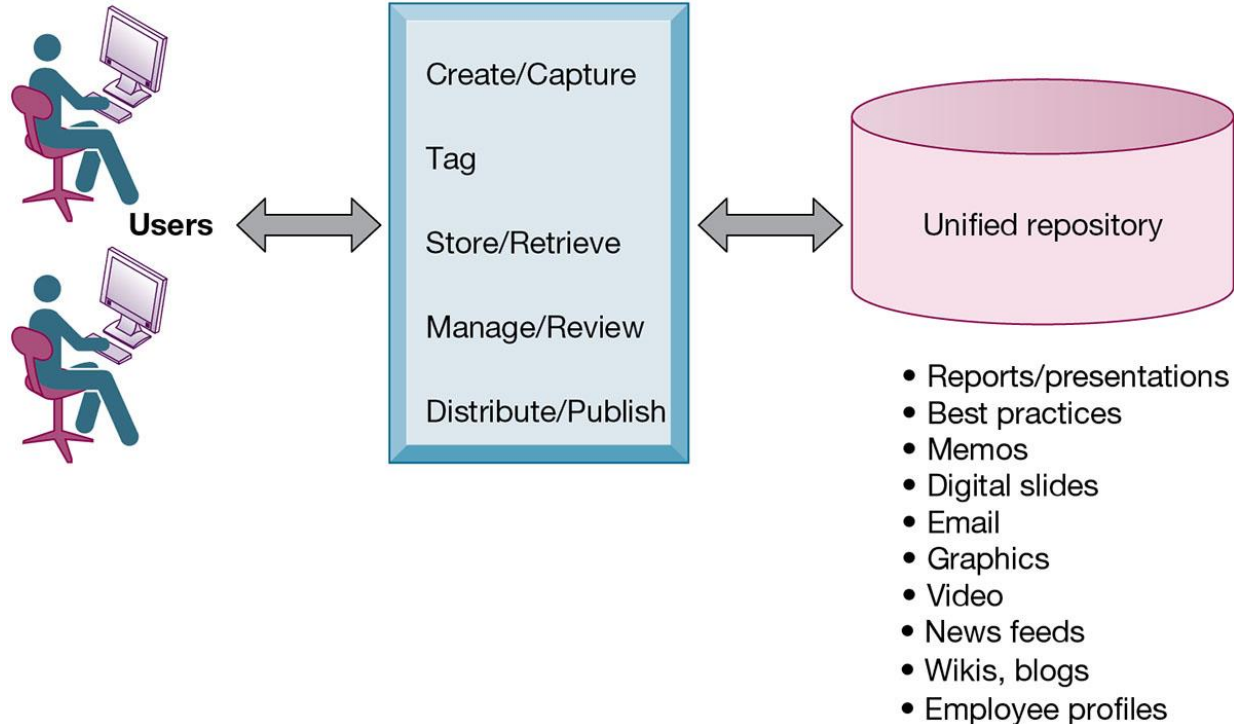 Users
Create/Capture
Tag
Store/Retrieve
Manage/Review
Distribute/Publish
Unified repository
• Reports/presentations
• Best practices
• Memos
• Digital slides
• Email
• Graphics
• Video
• News feeds
• Wikis, blogs
• Employee profiles